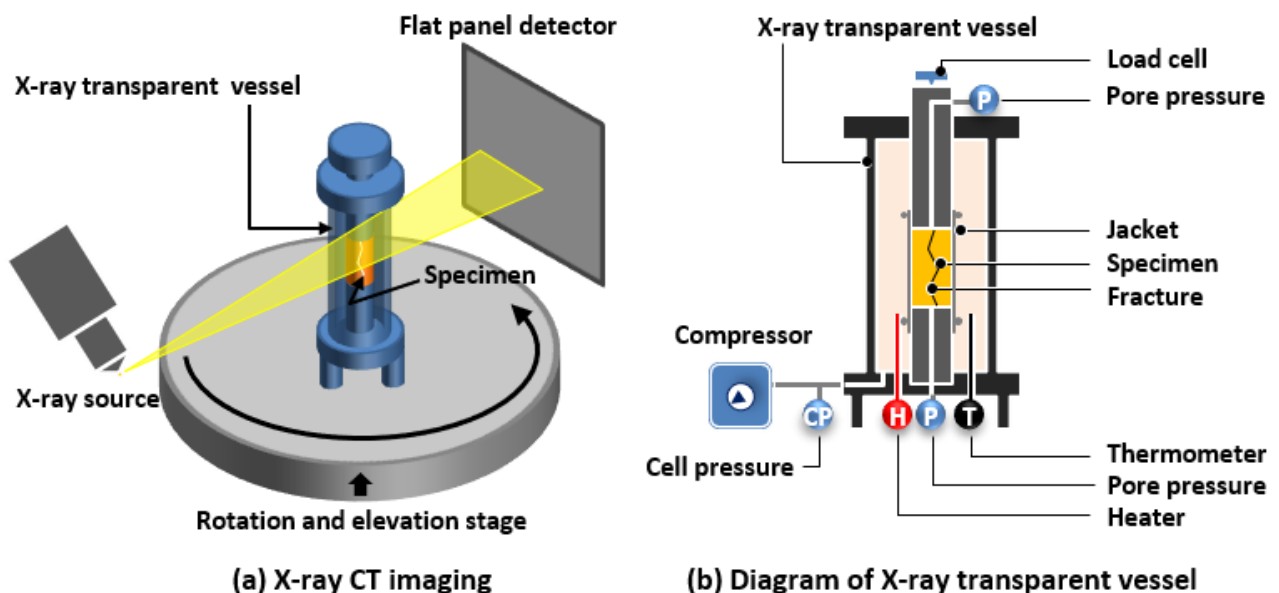 Flat panel detector
X-ray transparent vessel
Specimen
X-ray source
Rotation and elevation stage
(a) X-ray CT imaging
X-ray transparent vessel
Load cell
P
Pore pressure
Jacket
Specimen
Fracture
Compressor
CP
H
P
T
Cell pressure
Thermometer
Pore pressure
Heater
(b) Diagram of X-ray transparent vessel